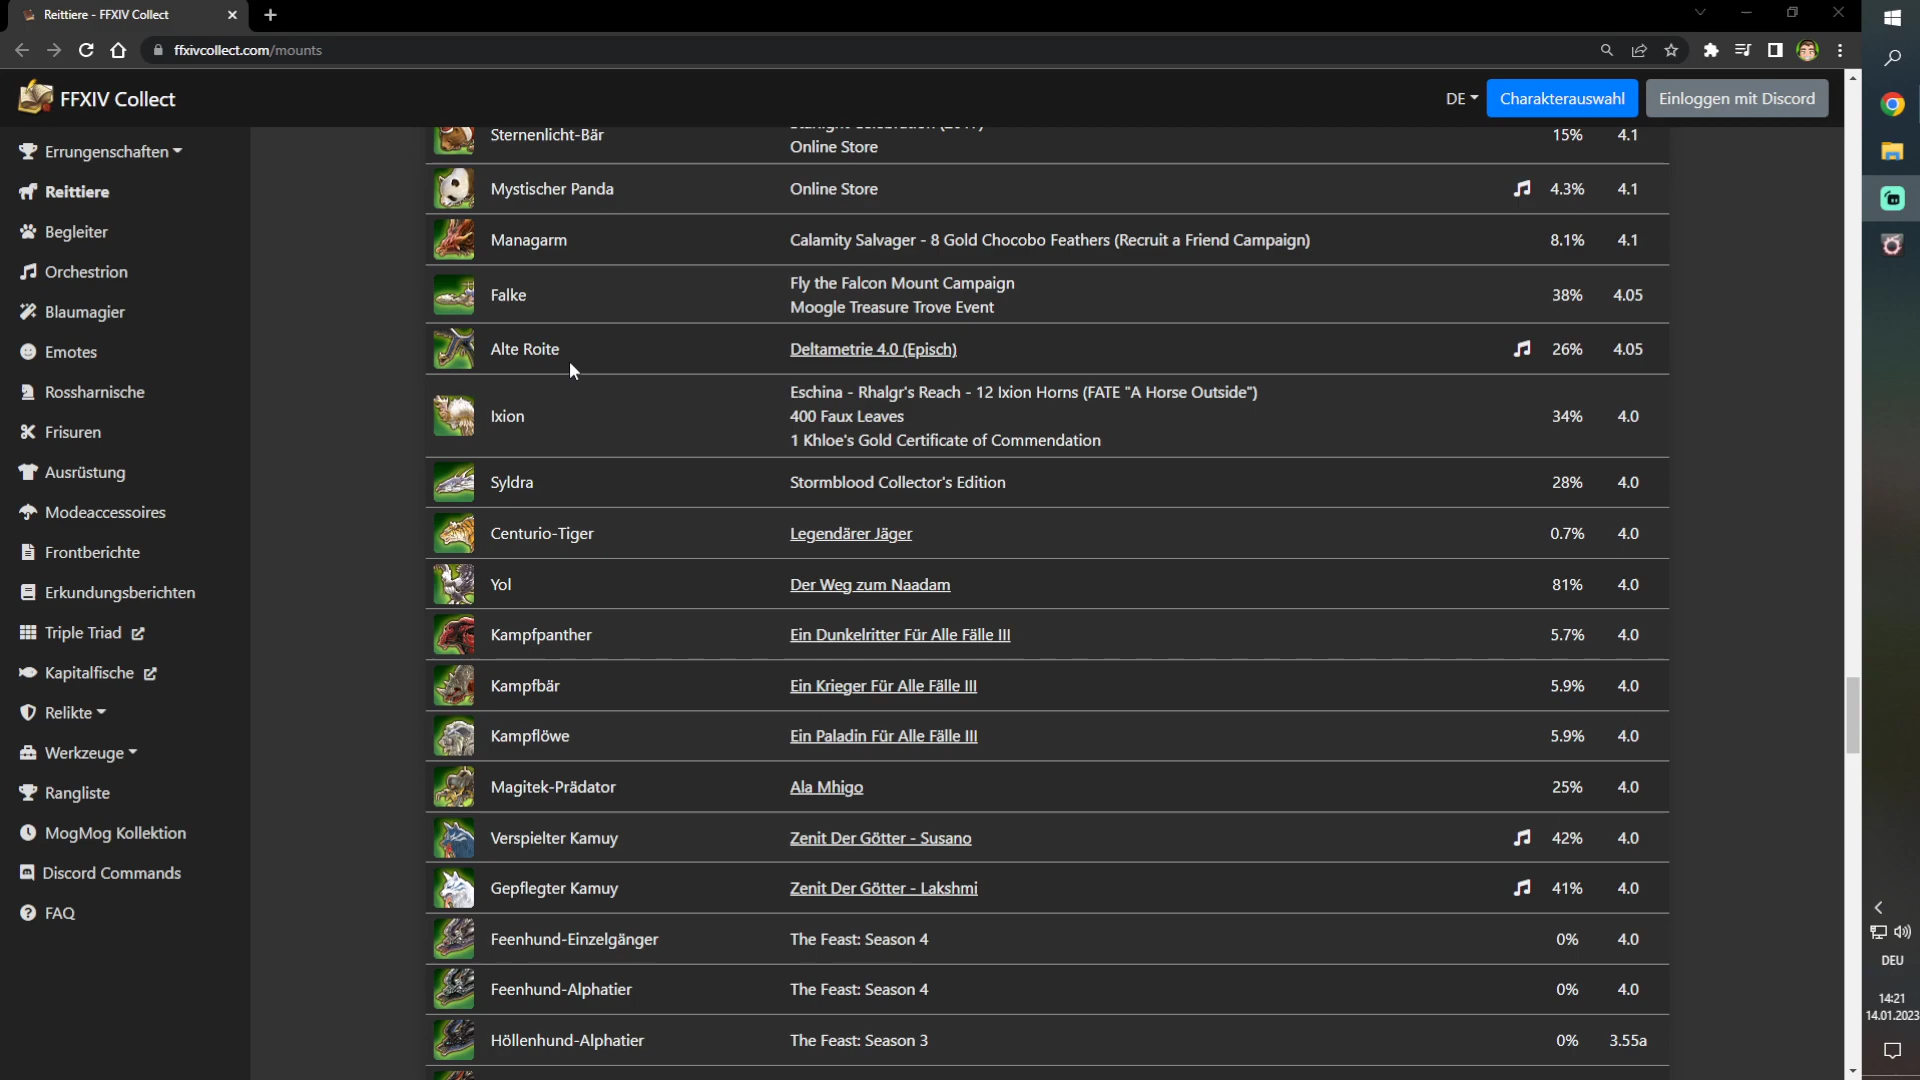 Reittiere - FFXIV Collect
ffxivcollect.com/mounts
FFXIV Collect
DE
Charakterauswahl
Einloggen mit Discord
Errungenschaften
Reittiere
Begleiter
Orchestrion
Blaumagier
Emotes
Rossharnische
Frisuren
Ausrüstung
Modeaccessoires
Frontberichte
Erkundungsberichten
Triple Triad
Kapitalfische
Relikte
Werkzeuge
Rangliste
MogMog Kollektion
Discord Commands
FAQ
Sternenlicht-Bär
Online Store
15% 4.1
Mystischer Panda Online Store 4.3% 4.1
Managarm Calamity Salvager - 8 Gold Chocobo Feathers (Recruit a Friend Campaign) 8.1% 4.1
Falke
Fly the Falcon Mount Campaign
Moogle Treasure Trove Event
38% 4.05
Alte Roite Deltametrie 4.0 (Episch) 26% 4.05
Ixion
Eschina - Rhalgr's Reach - 12 Ixion Horns (FATE "A Horse Outside")
400 Faux Leaves
1 Khloe's Gold Certificate of Commendation
34% 4.0
Syldra Stormblood Collector's Edition 28% 4.0
Centurio-Tiger Legendärer Jäger 0.7% 4.0
Yol Der Weg zum Naadam 81% 4.0
Kampfpanther Ein Dunkelritter Für Alle Fälle III 5.7% 4.0
Kampfbär Ein Krieger Für Alle Fälle III 5.9% 4.0
Kampflöwe Ein Paladin Für Alle Fälle III 5.9% 4.0
Magitek-Prädator Ala Mhigo 25% 4.0
Verspielter Kamuy Zenit Der Götter - Susano 42% 4.0
Gepflegter Kamuy Zenit Der Götter - Lakshmi 41% 4.0
Feenhund-Einzelgänger The Feast: Season 4 0% 4.0
Feenhund-Alphatier The Feast: Season 4 0% 4.0
Höllenhund-Alphatier The Feast: Season 3 0% 3.55a
DEU
14:21
14.01.2023